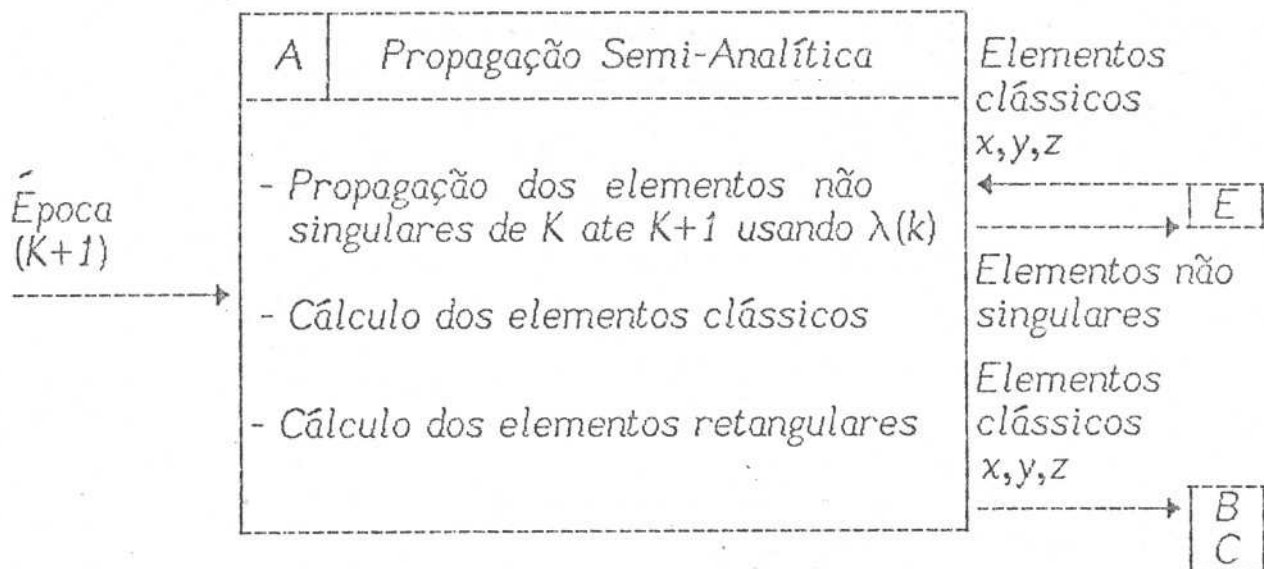 A Propagação Semi-Analítica
Época
(K+1)
- Propagação dos elementos não
singulares de K ate K+1 usando λ(k)
- Cálculo dos elementos clássicos
- Cálculo dos elementos retangulares
Elementos
clássicos
x,y,z
E
Elementos não
singulares
Elementos
clássicos
x,y,z
B
C